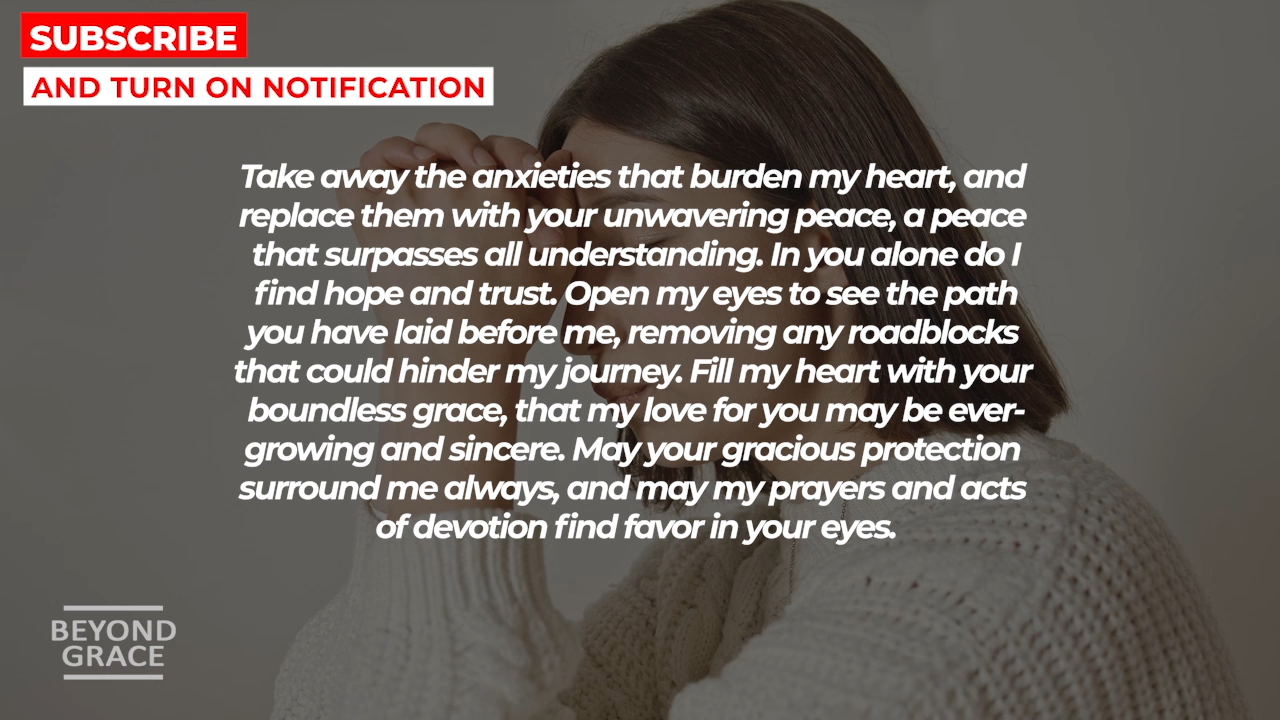 SUBSCRIBE
AND TURN ON NOTIFICATION
Take away the anxieties that burden my heart, and
replace them with your unwavering peace, a peace
that surpasses all understanding. In you alone do I
find hope and trust. Open my eyes to see the path
you have laid before me, removing any roadblocks
that could hinder my journey. Fill my heart with your
boundless grace, that my love for you may be ever-
growing and sincere. May your gracious protection
surround me always, and may my prayers and acts
of devotion find favor in your eyes.
BEYOND
GRACE